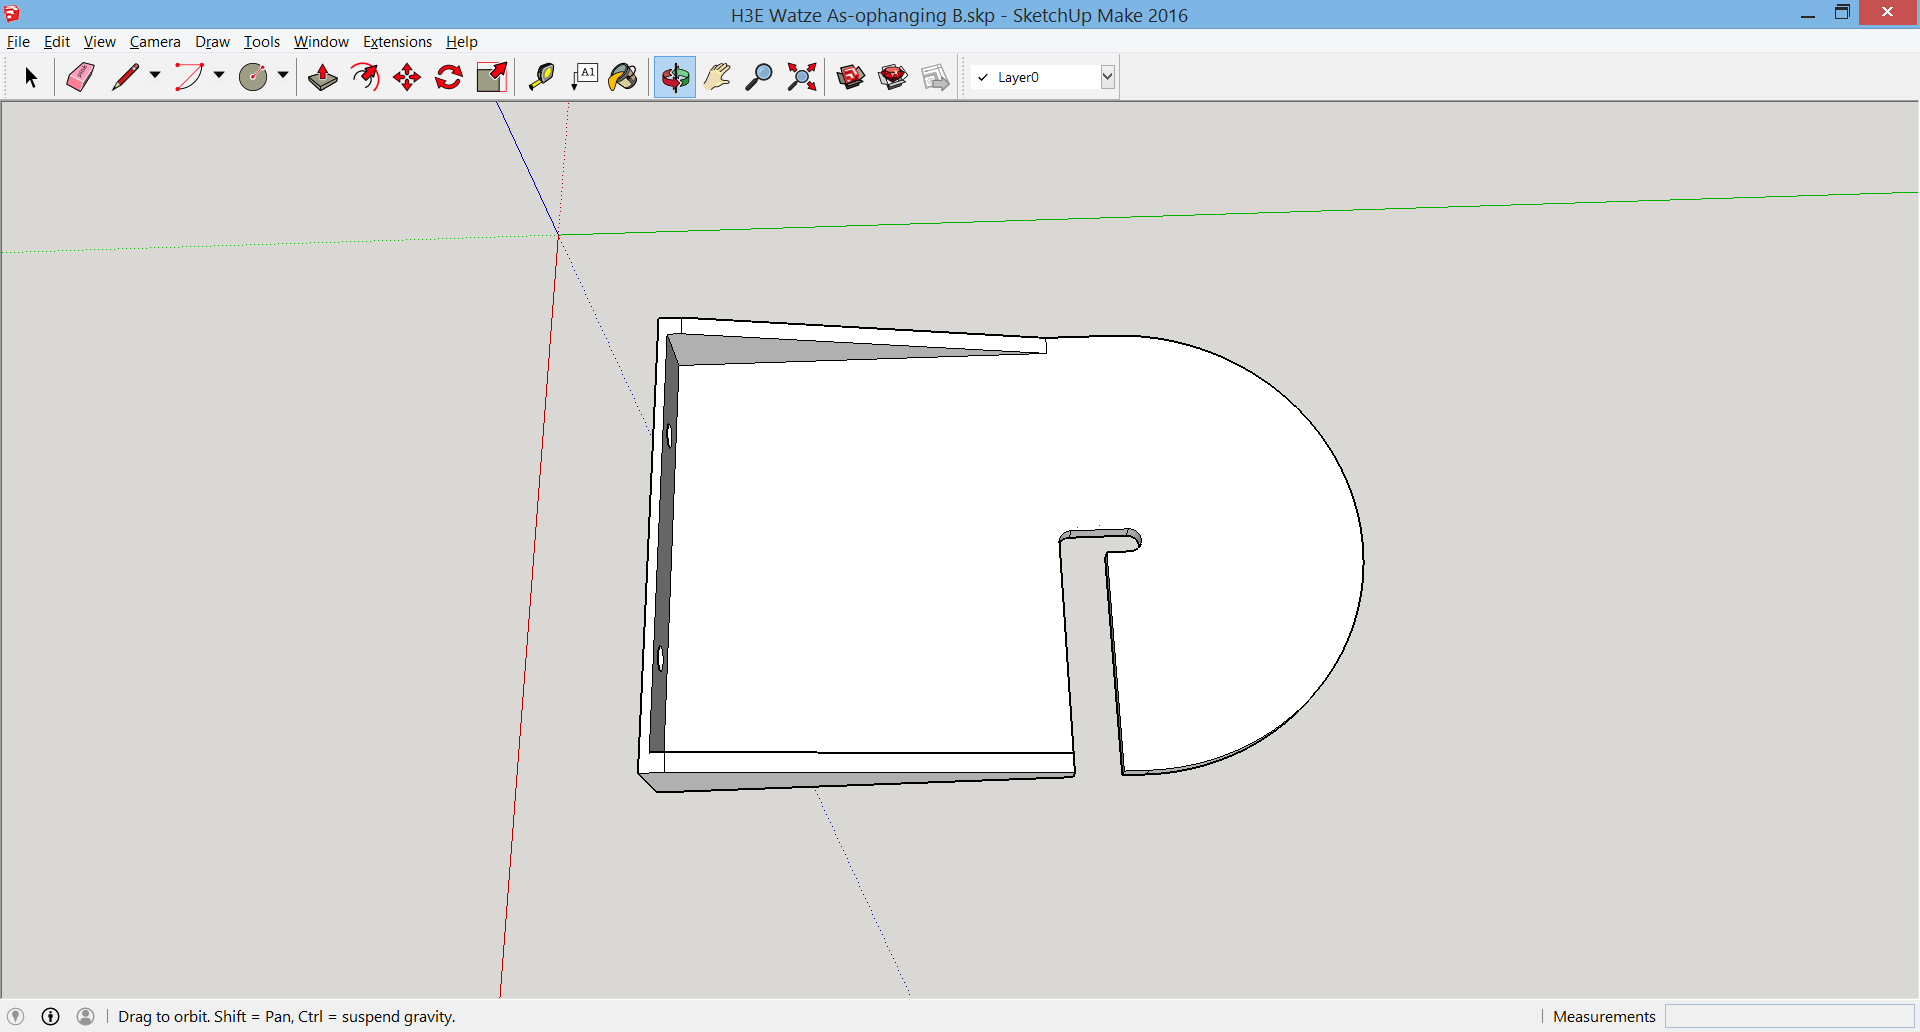 H3E Watze As-ophanging B.skp - SketchUp Make 2016
File Edit View Camera Draw Tools Window Extensions Help
A1
Layer0
Drag to orbit. Shift = Pan, Ctrl = suspend gravity.
Measurements